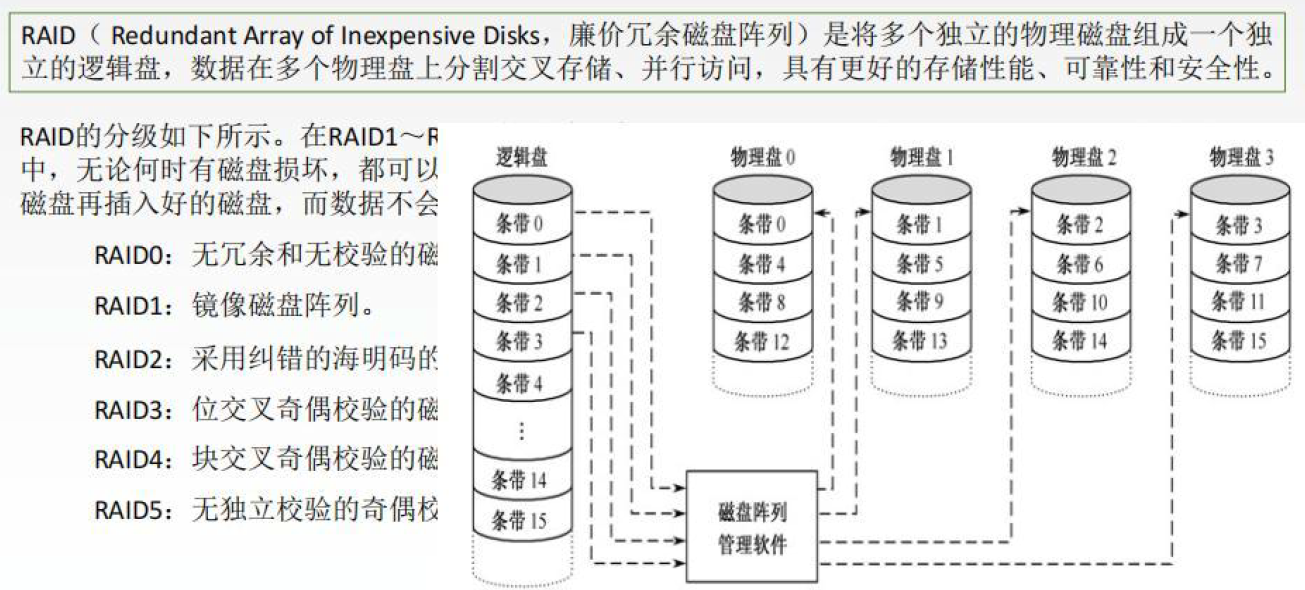 RAID（ Redundant Array of Inexpensive Disks，廉价冗余磁盘阵列）是将多个独立的物理磁盘组成一个独
立的逻辑盘，数据在多个物理盘上分割交叉存储、并行访问，具有更好的存储性能、可靠性和安全性。
RAID的分级如下所示。在RAID1～R
中，无论何时有磁盘损坏，都可以
磁盘再插入好的磁盘，而数据不会
RAID0：无冗余和无校验的磁
RAID1：镜像磁盘阵列。
RAID2：采用纠错的海明码的
RAID3：位交叉奇偶校验的磁
RAID4：块交叉奇偶校验的磁
RAID5：无独立校验的奇偶校
逻辑盘
条带 0
条带 1
条带 2
条带 3
条带 4
⋮
条带 14
条带 15
物理盘 0
条带 0
条带 4
条带 8
条带 12
物理盘 1
条带 1
条带 5
条带 9
条带 13
物理盘 2
条带 2
条带 6
条带 10
条带 14
物理盘 3
条带 3
条带 7
条带 11
条带 15
磁盘阵列
管理软件